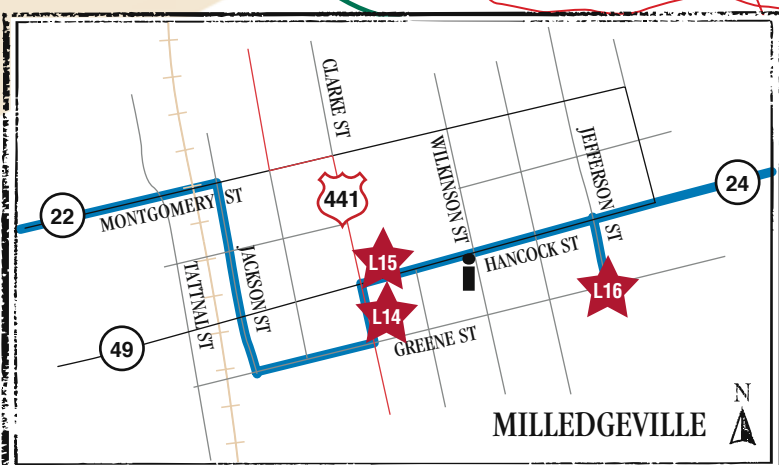 CLARKE ST
WILKINSON ST
JEFFERSON ST
441
24
22
MONTGOMERY ST
L15
HANCOCK ST
JACKSON ST
TATTNAL ST
L16
L14
49
GREENE ST
N
MILLEDGEVILLE